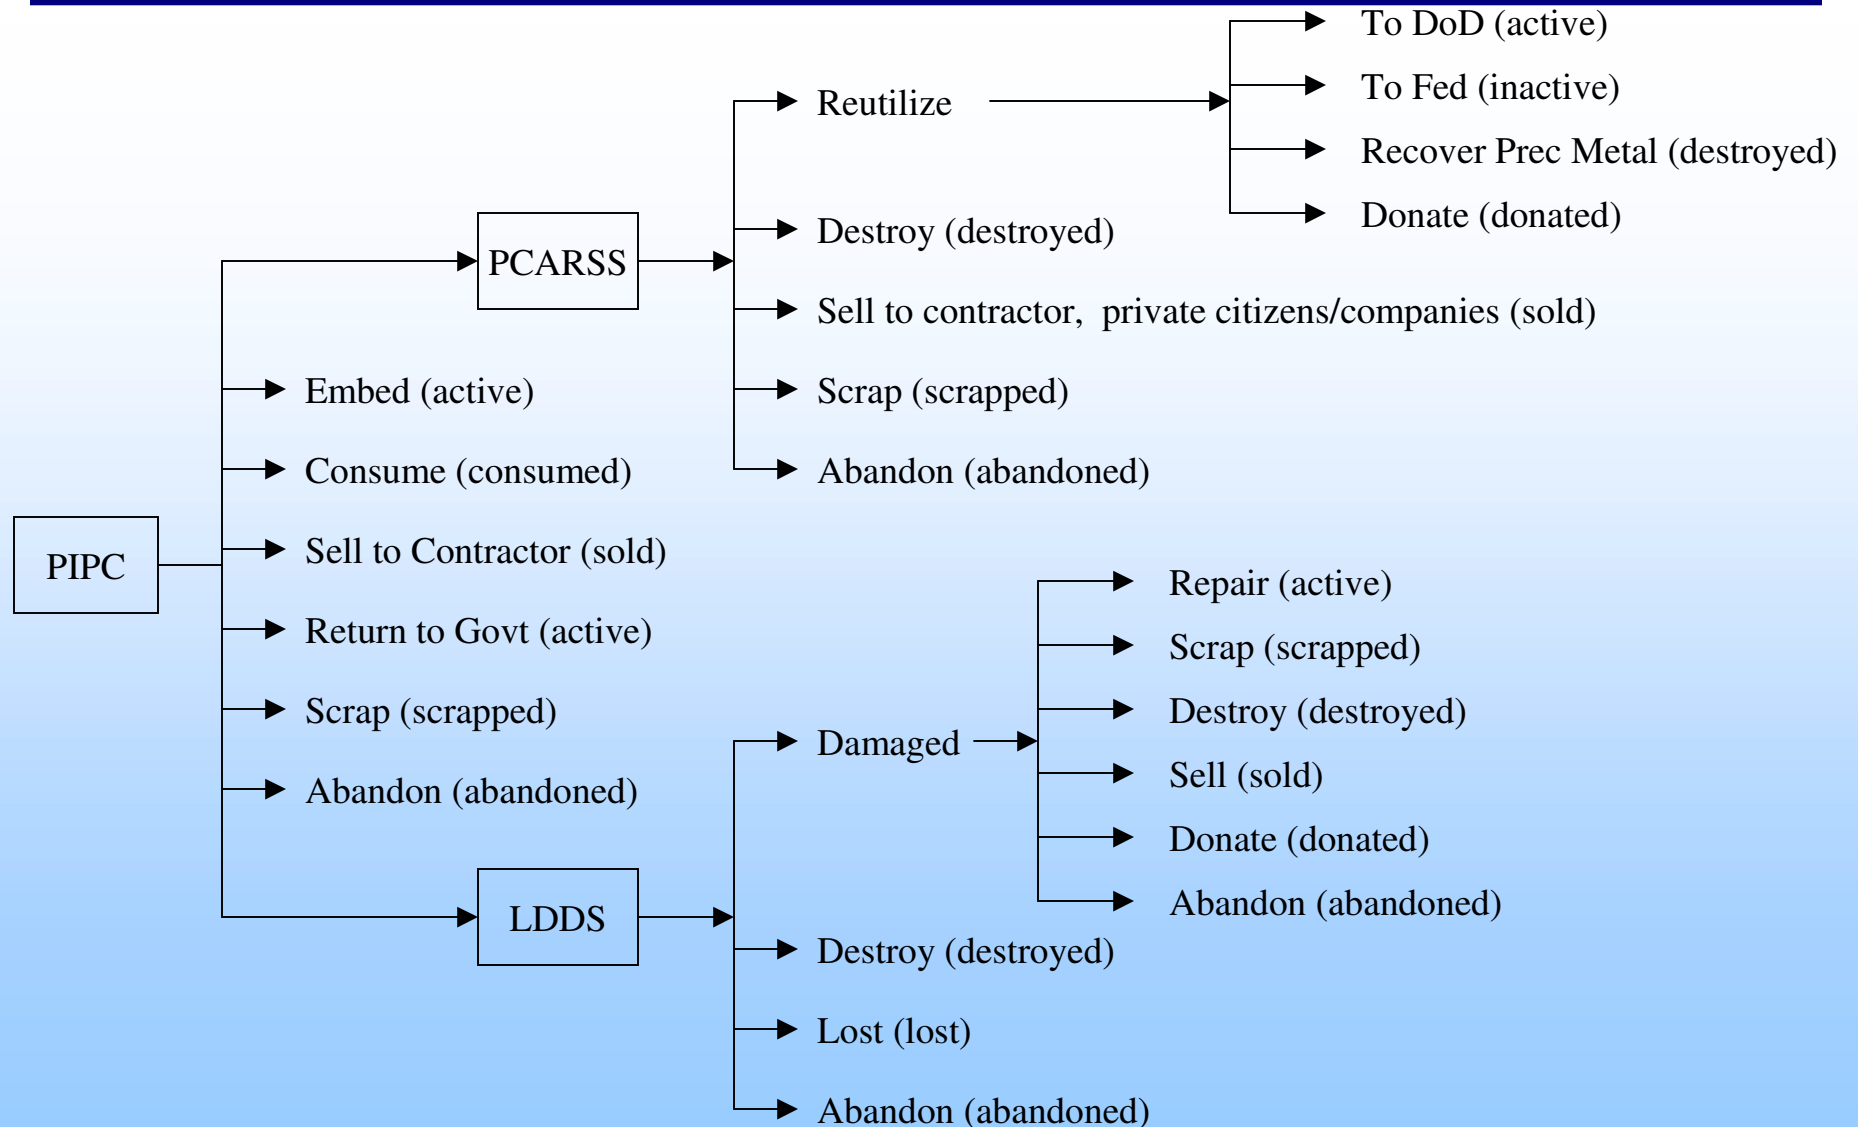 To DoD (active)
To Fed (inactive)
Reutilize
Recover Prec Metal (destroyed)
Donate (donated)
Destroy (destroyed)
PCARSS
Sell to contractor, private citizens/companies (sold)
Embed (active)
Scrap (scrapped)
Consume (consumed)
Abandon (abandoned)
PIPC
Sell to Contractor (sold)
Return to Govt (active)
Scrap (scrapped)
Abandon (abandoned)
Repair (active)
Scrap (scrapped)
Destroy (destroyed)
Damaged
Sell (sold)
Donate (donated)
Abandon (abandoned)
LDDS
Destroy (destroyed)
Lost (lost)
Abandon (abandoned)